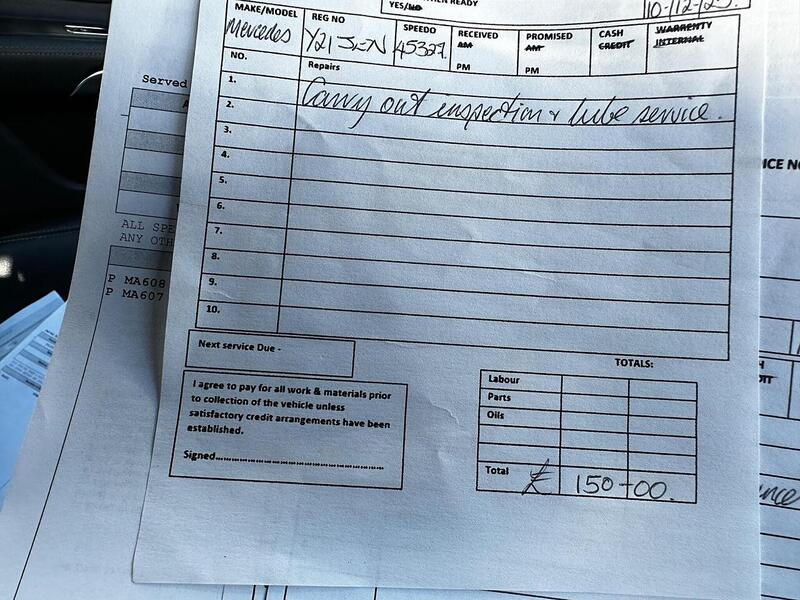 WHEN READY
YES/NO
10-12-25.
MAKE/MODEL REG NO SPEEDO RECEIVED PROMISED CASH WARRENTY
Mercedes Y21 JEN 45327. AM AM CREDIT INTERNAL
PM PM
NO. Repairs
1. Carry out inspection & lube service.
2.
3.
4.
5.
6.
7.
8.
9.
10.
Next service Due -
I agree to pay for all work & materials prior
to collection of the vehicle unless
satisfactory credit arrangements have been
established.
Signed
TOTALS:
Labour
Parts
Oils
Total £ 150-00.
Served
ALL SPE
ANY OTH
P MA608
P MA607
ICE NO